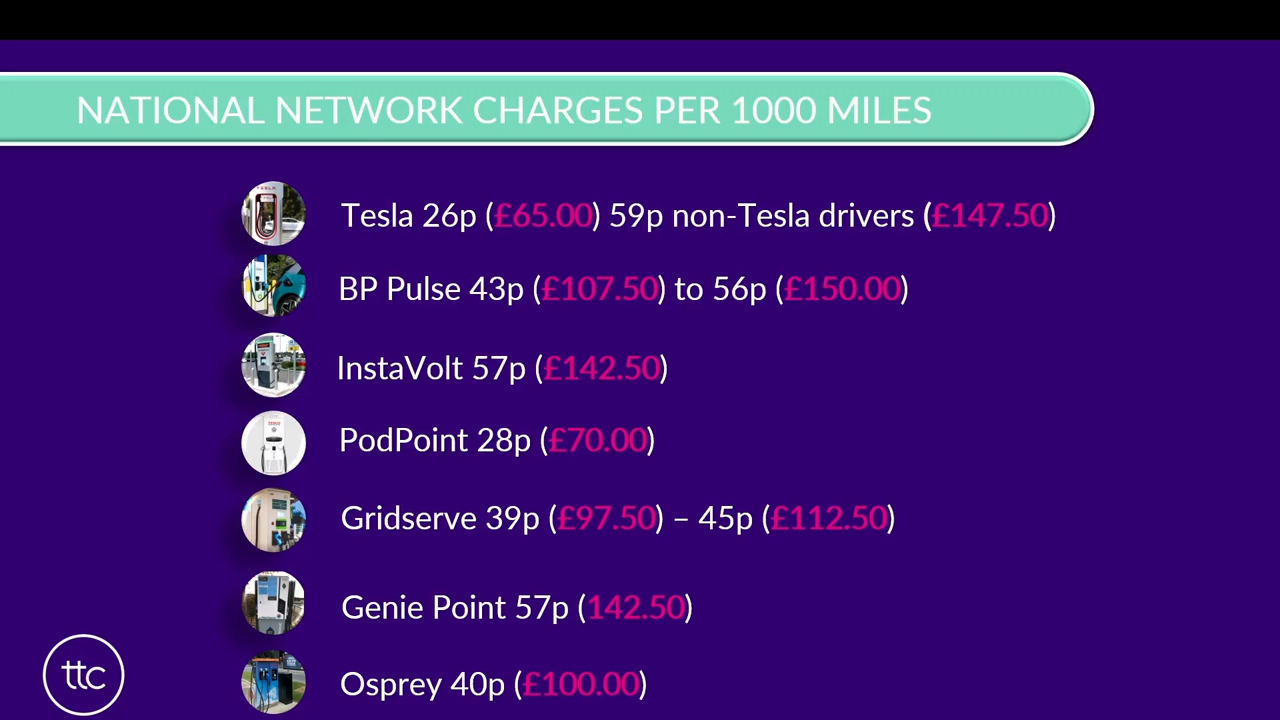 NATIONAL NETWORK CHARGES PER 1000 MILES
Tesla 26p (£65.00) 59p non-Tesla drivers (£147.50)
BP Pulse 43p (£107.50) to 56p (£150.00)
InstaVolt 57p (£142.50)
PodPoint 28p (£70.00)
Gridserve 39p (£97.50) – 45p (£112.50)
Genie Point 57p (142.50)
Osprey 40p (£100.00)
ttc